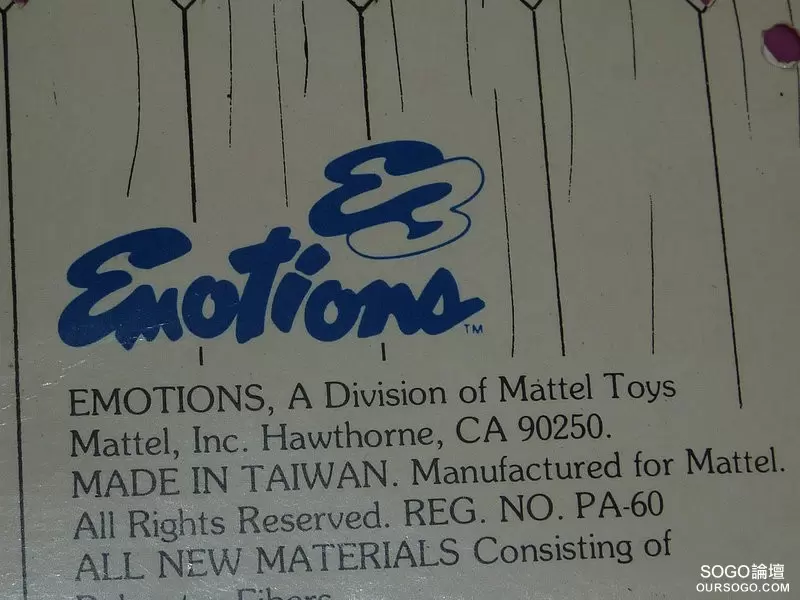 Emotions TM
EMOTIONS, A Division of Mattel Toys
Mattel, Inc. Hawthorne, CA 90250.
MADE IN TAIWAN. Manufactured for Mattel.
All Rights Reserved. REG. NO. PA-60
ALL NEW MATERIALS Consisting of
Polyester Fibers
SOGO論壇
OURSOGO.COM